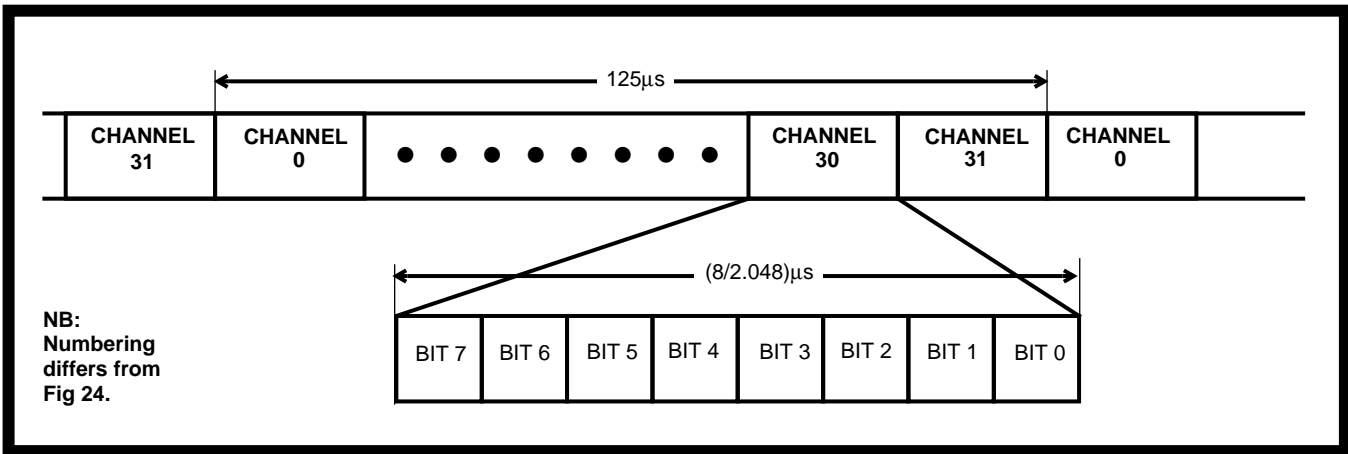 125μs
CHANNEL
31
CHANNEL
0
CHANNEL
30
CHANNEL
31
CHANNEL
0
(8/2.048)μs
NB:
Numbering
differs from
Fig 24.
BIT 7
BIT 6
BIT 5
BIT 4
BIT 3
BIT 2
BIT 1
BIT 0